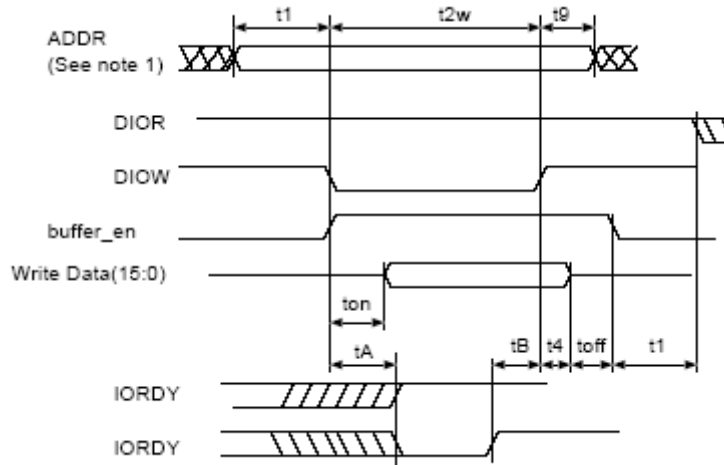 t1 t2w t9
ADDR
(See note 1)
DIOR
DIOW
buffer_en
Write Data(15:0)
ton
tA tB t4 toff t1
IORDY
IORDY